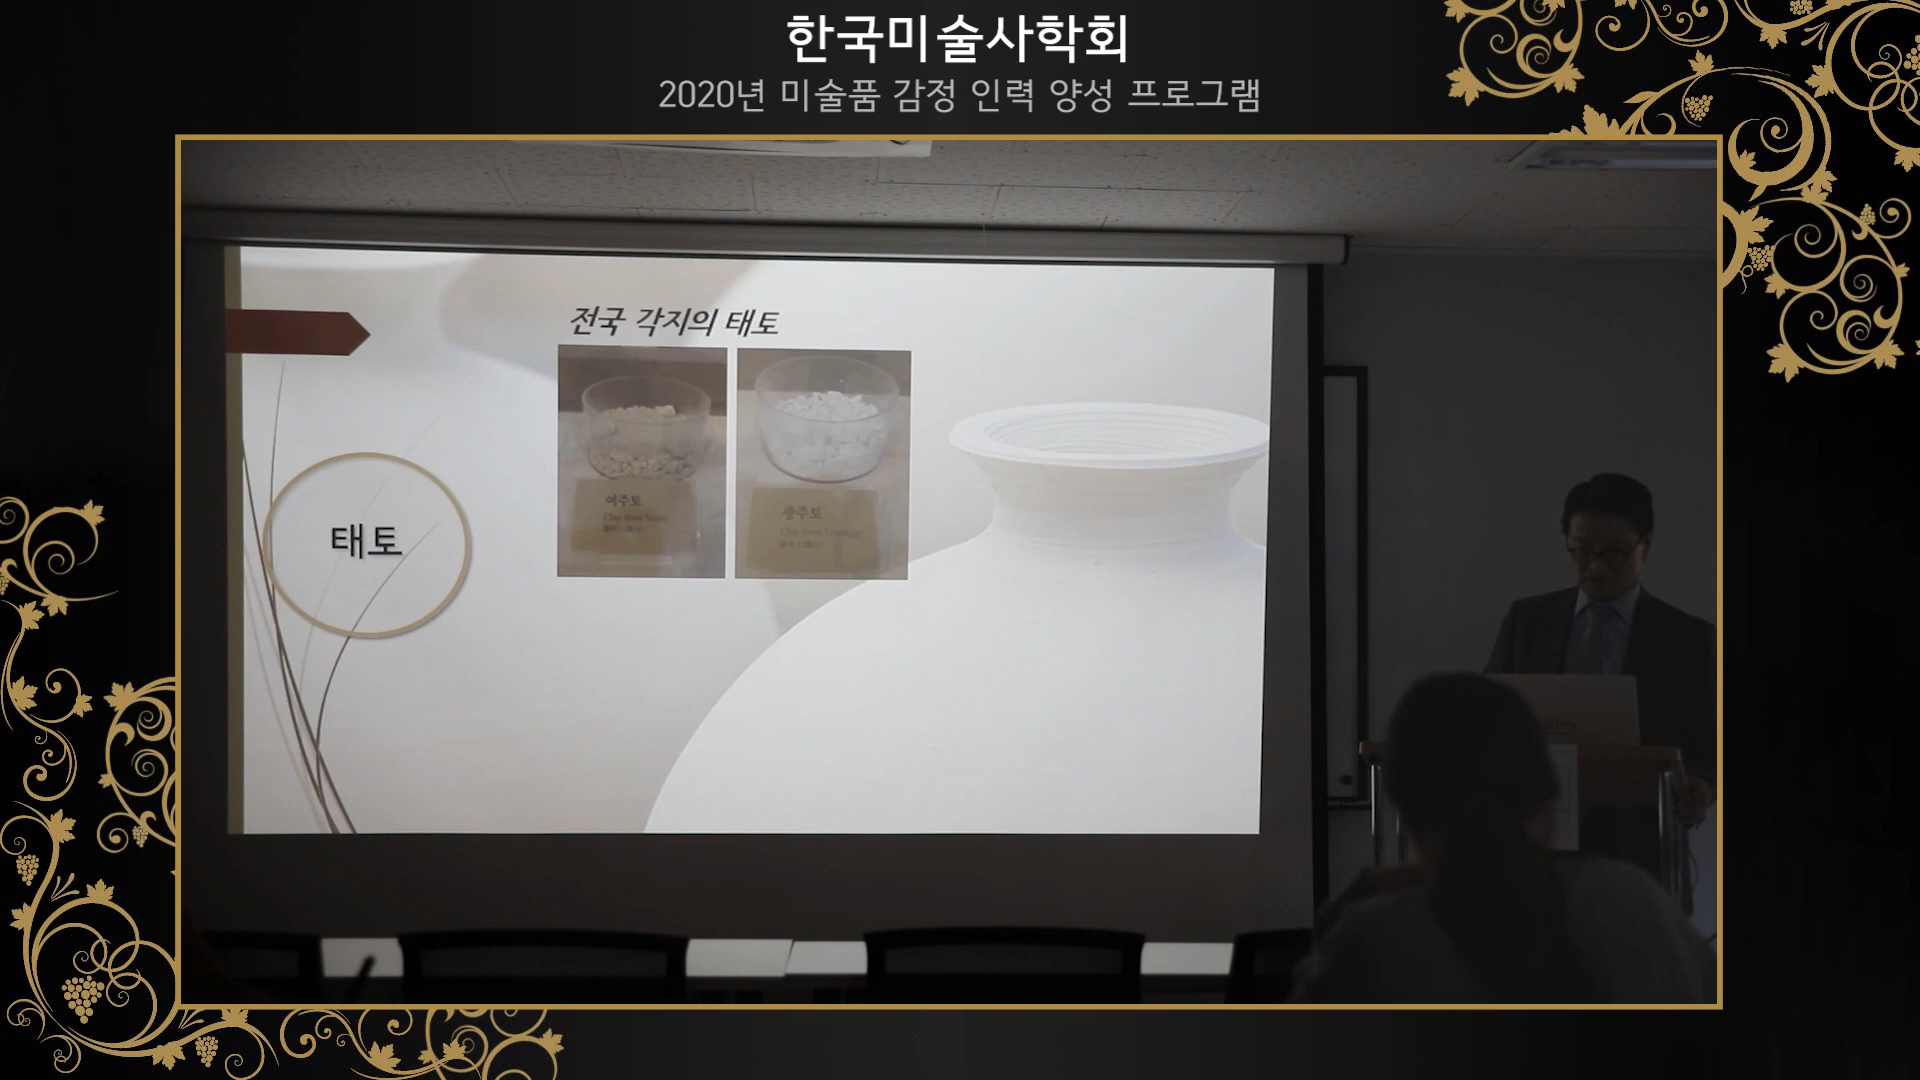 한국미술사학회
2020년 미술품 감정 인력 양성 프로그램
전국 각지의 태토
여주토
광주토
태토